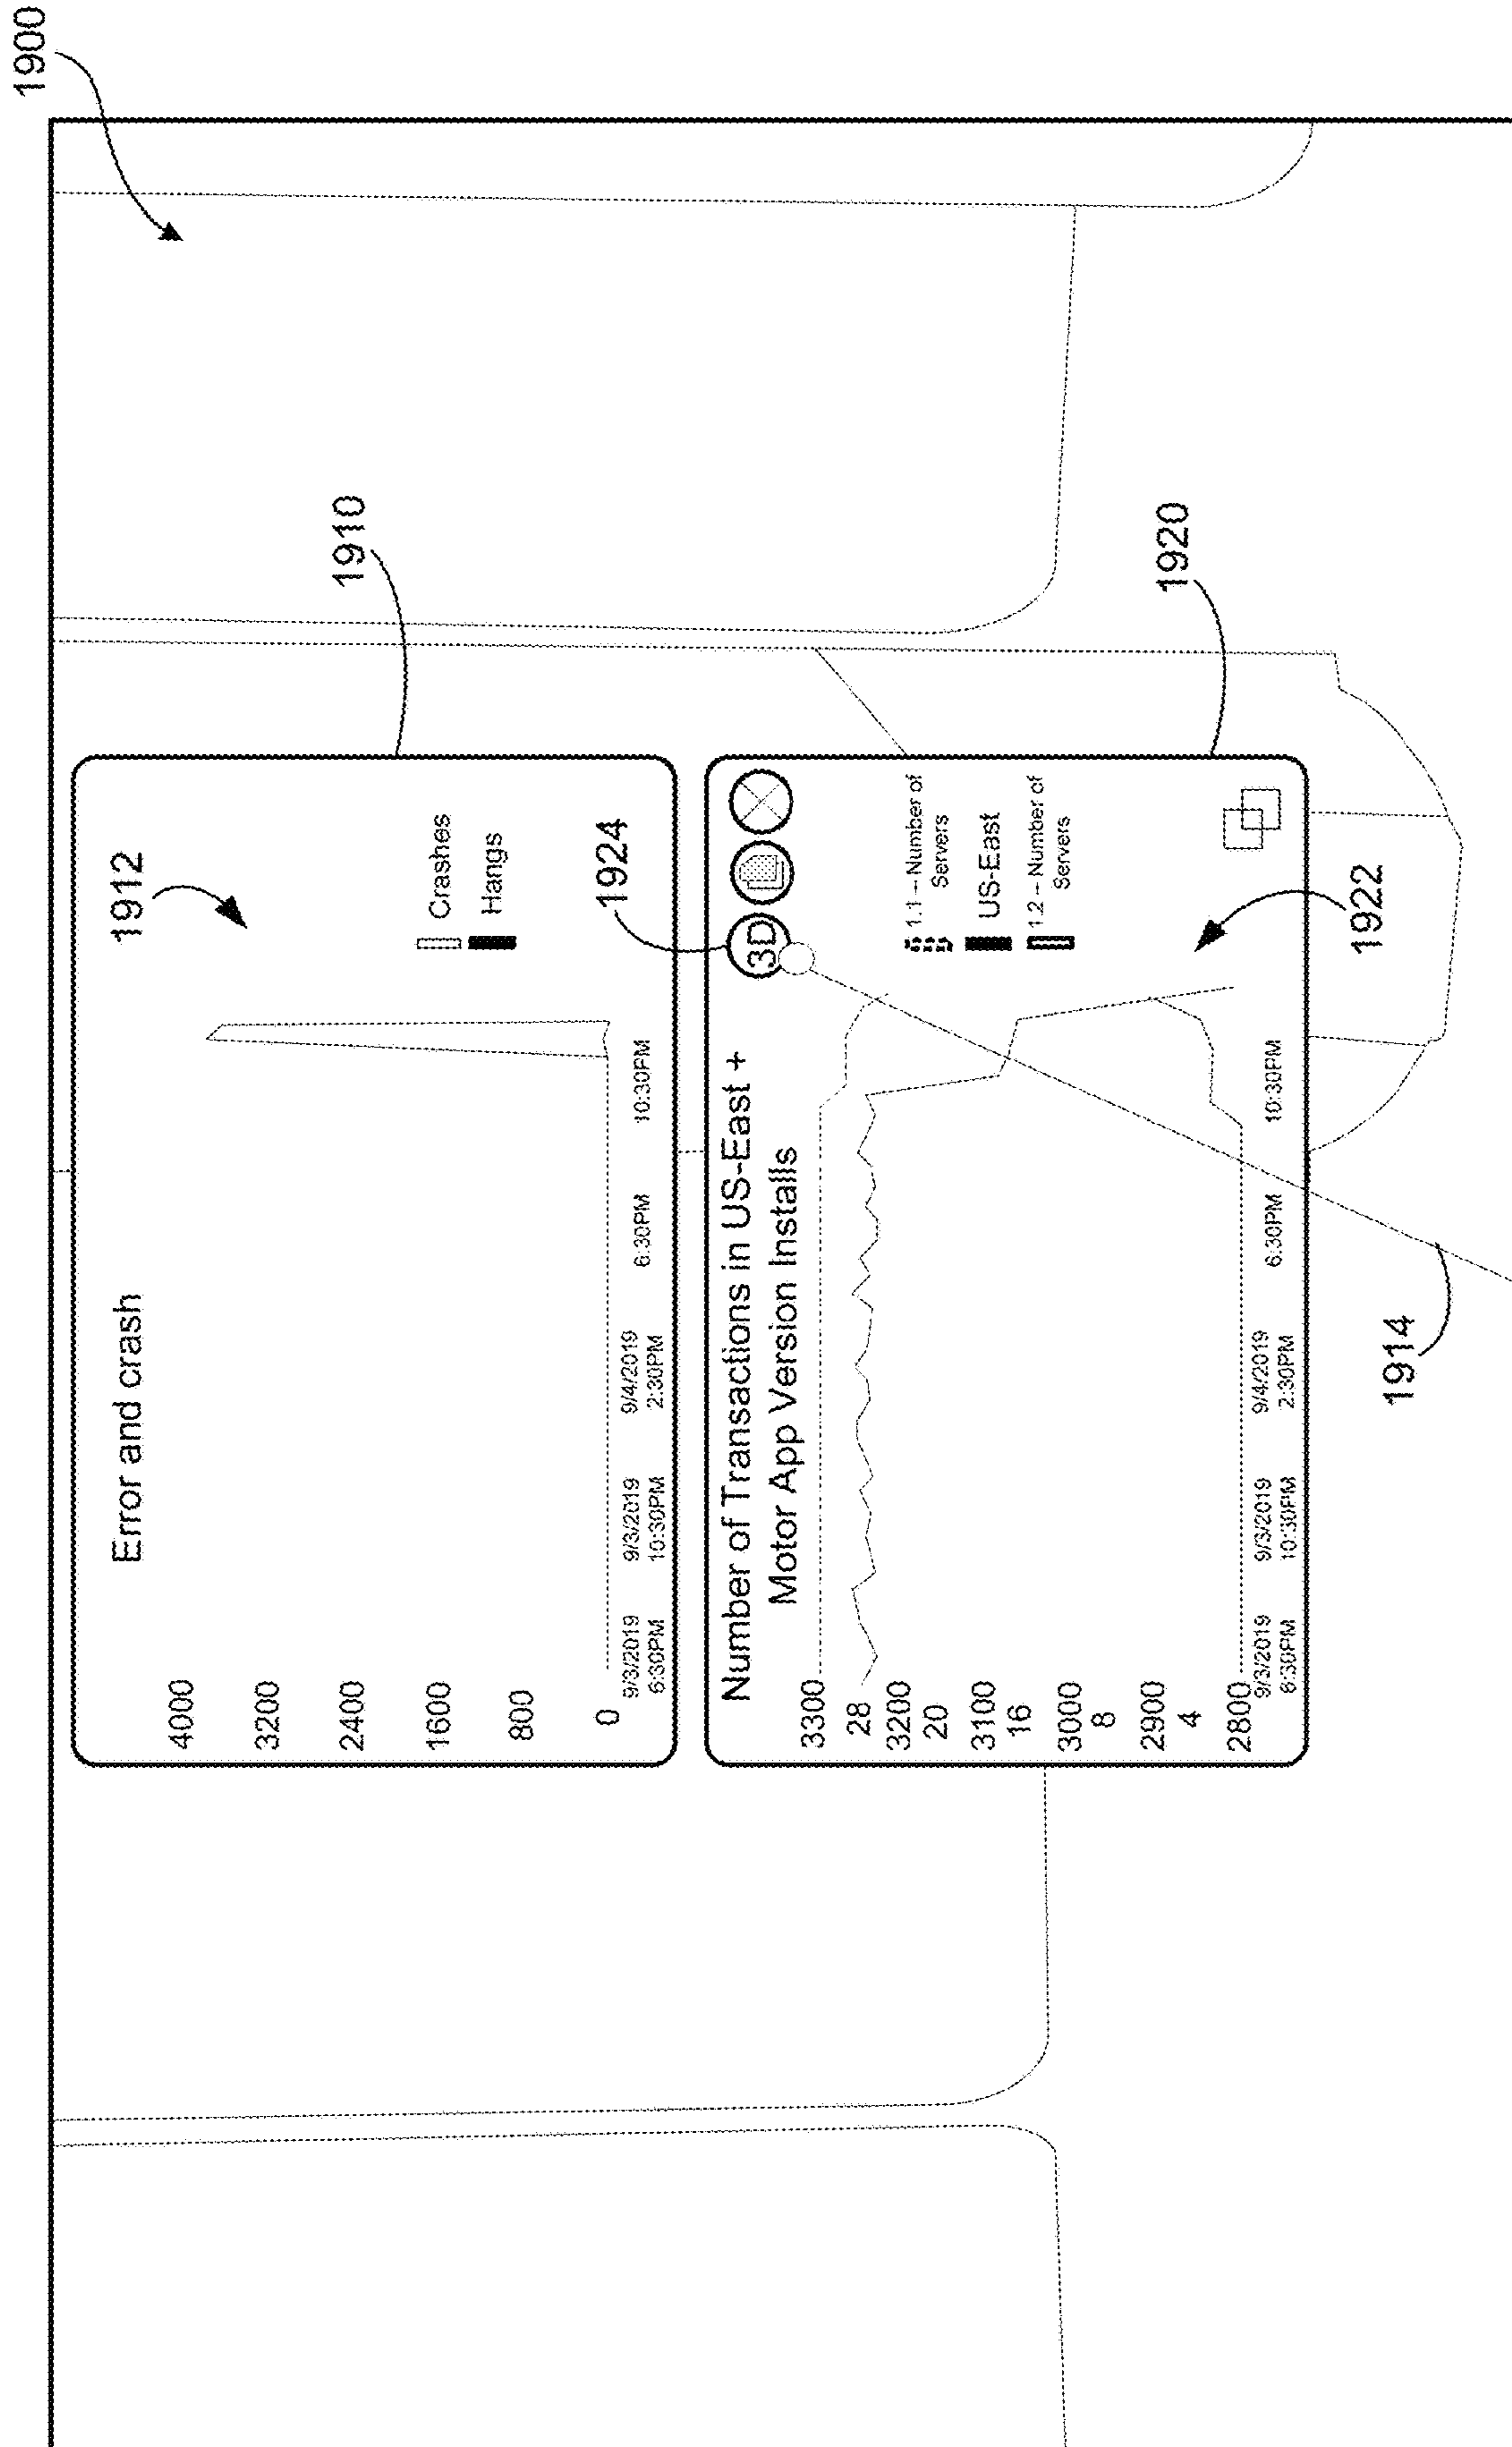 1900
1910
1912
Error and crash
4000
3200
2400
1600
800
0
Crashes
Hangs
9/3/2019
6:30PM
9/3/2019
10:30PM
9/4/2019
2:30PM
6:30PM
10:30PM
1924
1920
Number of Transactions in US-East +
Motor App Version Installs
3D
3300
28
3200
20
3100
16
3000
8
2900
4
2800
1.1 – Number of
Servers
US-East
1.2 – Number of
Servers
9/3/2019
6:30PM
9/3/2019
10:30PM
9/4/2019
2:30PM
6:30PM
10:30PM
1922
1914